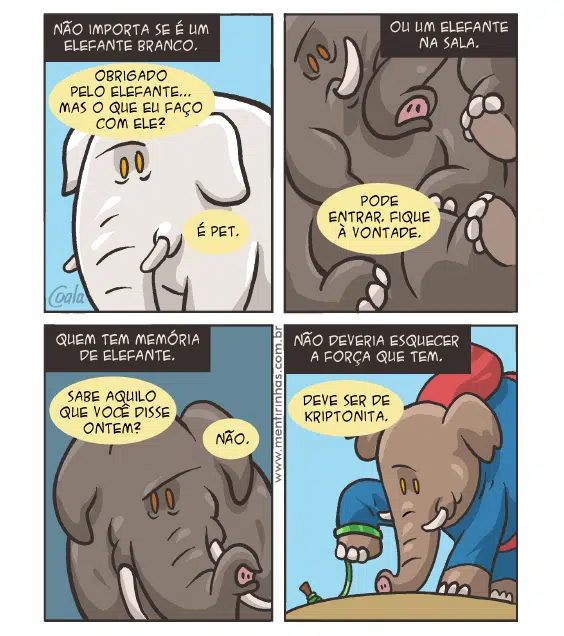 NÃO IMPORTA SE É UM
ELEFANTE BRANCO.
OBRIGADO
PELO ELEFANTE...
MAS O QUE EU FAÇO
COM ELE?
É PET.
Coala
OU UM ELEFANTE
NA SALA.
PODE
ENTRAR. FIQUE
À VONTADE.
QUEM TEM MEMÓRIA
DE ELEFANTE.
SABE AQUILO
QUE VOCÊ DISSE
ONTEM?
NÃO.
www.mentirinhas.com.br
NÃO DEVERIA ESQUECER
A FORÇA QUE TEM.
DEVE SER DE
KRIPTONITA.